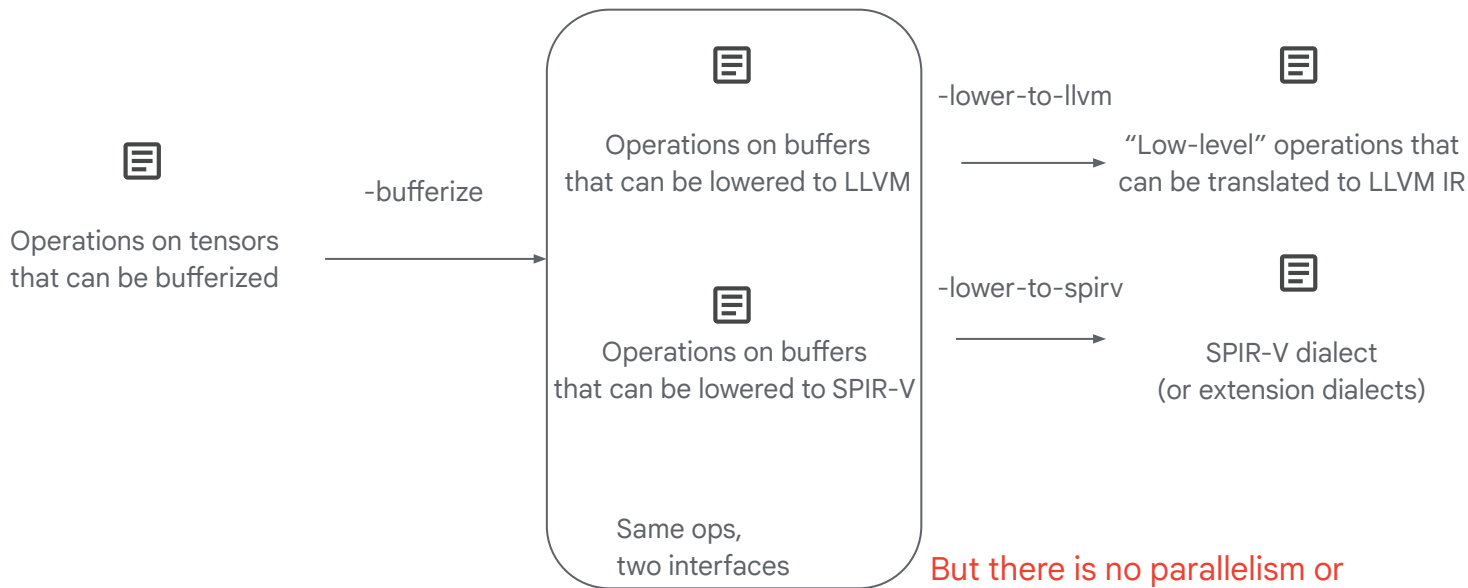 Operations on tensors
that can be bufferized
-bufferize
Operations on buffers
that can be lowered to LLVM
Operations on buffers
that can be lowered to SPIR-V
Same ops,
two interfaces
-lower-to-llvm
“Low-level” operations that
can be translated to LLVM IR
-lower-to-spirv
SPIR-V dialect
(or extension dialects)
But there is no parallelism or